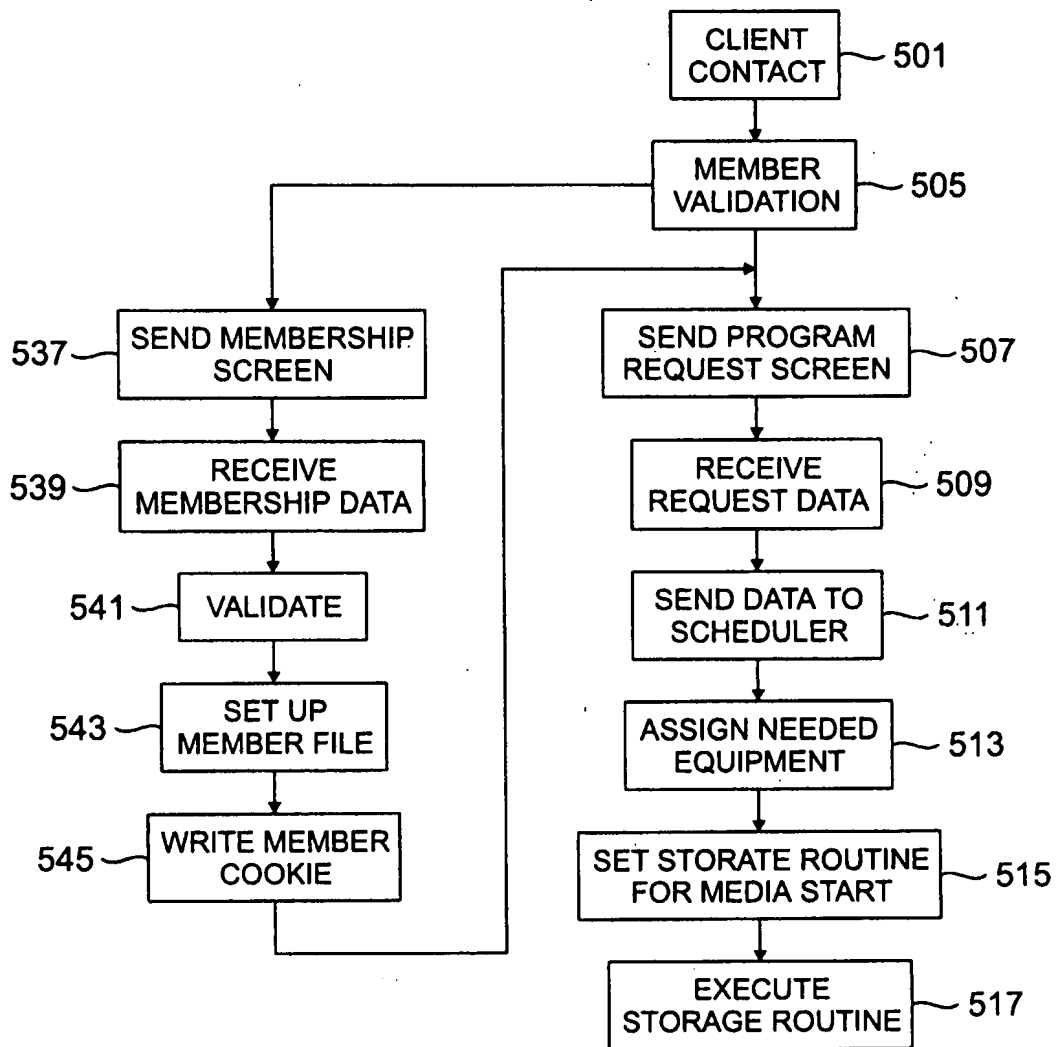 CLIENT
CONTACT
501
MEMBER
VALIDATION
505
537
SEND MEMBERSHIP
SCREEN
SEND PROGRAM
REQUEST SCREEN
507
539
RECEIVE
MEMBERSHIP DATA
RECEIVE
REQUEST DATA
509
541
VALIDATE
SEND DATA TO
SCHEDULER
511
543
SET UP
MEMBER FILE
ASSIGN NEEDED
EQUIPMENT
513
545
WRITE MEMBER
COOKIE
SET STORATE ROUTINE
FOR MEDIA START
515
EXECUTE
STORAGE ROUTINE
517